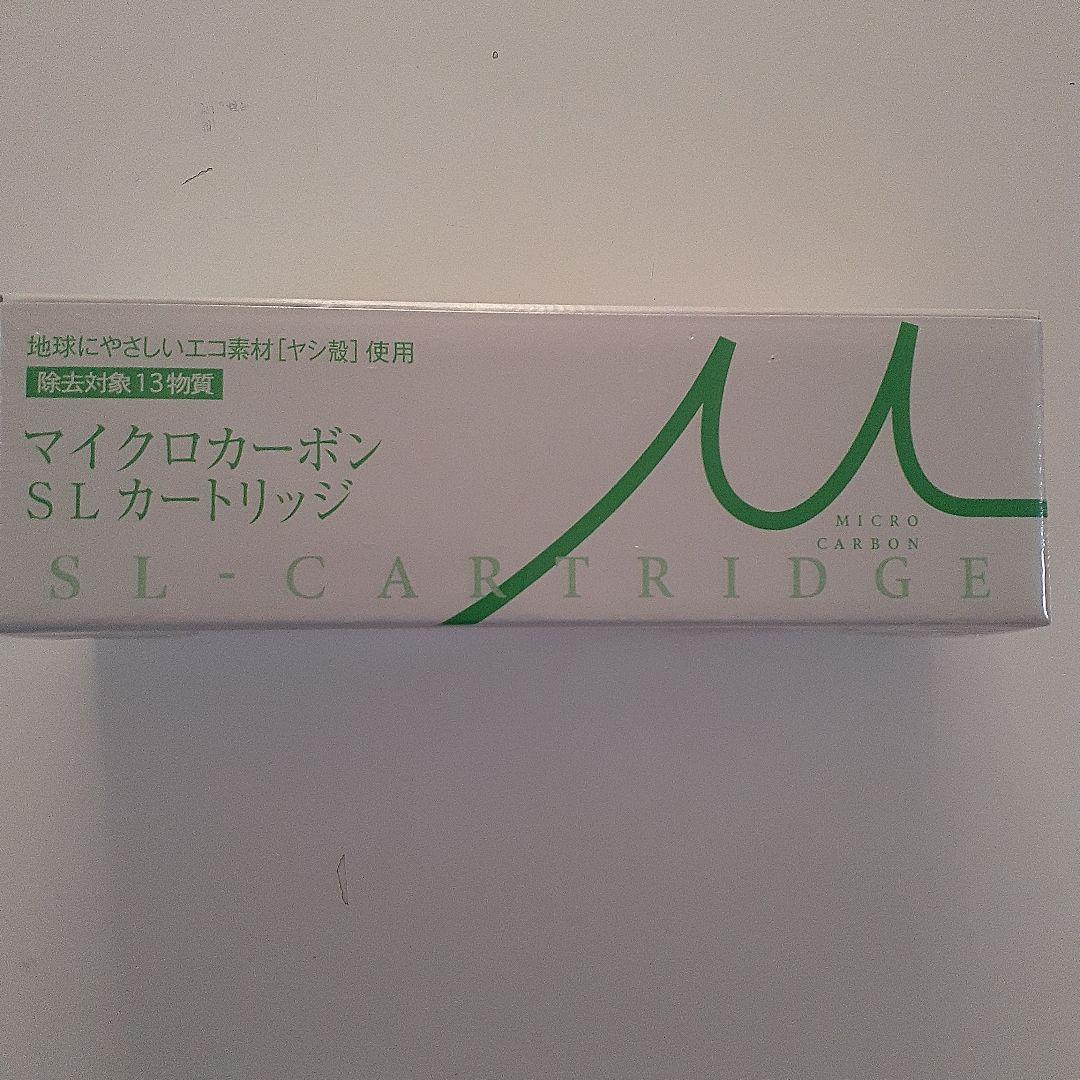 地球にやさしいエコ素材[ヤシ殻]使用
除去対象13物質
マイクロカーボン
SLカートリッジ
MICRO
CARBON
SL-CARTRIDGE